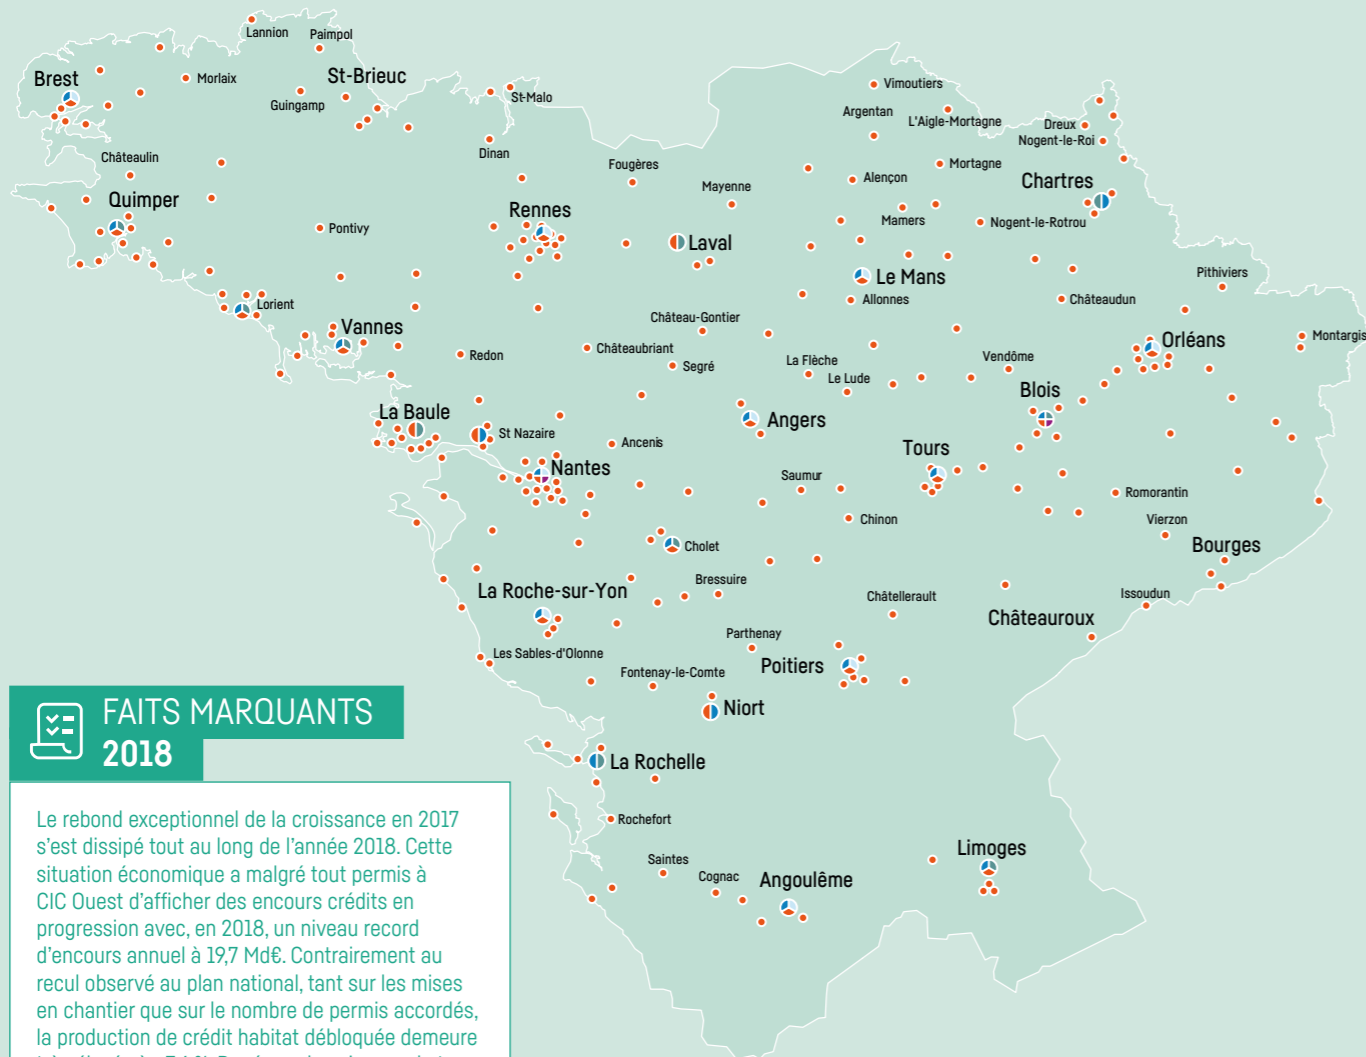 Lannion
Paimpol
Brest
Morlaix
St-Brieuc
Guingamp
St-Malo
Vimoutiers
Argentan
L'Aigle-Mortagne
Dreux
Nogent-le-Roi
Châteaulin
Dinan
Fougères
Mortagne
Alençon
Chartres
Mayenne
Quimper
Rennes
Mamers
Nogent-le-Rotrou
Pontivy
Laval
Le Mans
Pithiviers
Allonnes
Châteaudun
Lorient
Château-Gontier
Vannes
Montargis
Orléans
Redon
Châteaubriant
Segré
La Flèche
Vendôme
Le Lude
Blois
La Baule
Angers
St Nazaire
Ancenis
Tours
Nantes
Saumur
Romorantin
Chinon
Vierzon
Cholet
Bourges
La Roche-sur-Yon
Bressuire
Châtellerault
Issoudun
Châteauroux
Parthenay
Les Sables-d'Olonne
Poitiers
Fontenay-le-Comte
Niort
La Rochelle
Rochefort
Saintes
Cognac
Angoulême
Limoges
FAITS MARQUANTS
2018
Le rebond exceptionnel de la croissance en 2017
s'est dissipé tout au long de l'année 2018. Cette
situation économique a malgré tout permis à
CIC Ouest d'afficher des encours crédits en
progression avec, en 2018, un niveau record
d'encours annuel à 19,7 Md€. Contrairement au
recul observé au plan national, tant sur les mises
en chantier que sur le nombre de permis accordés,
la production de crédit habitat débloquée demeure